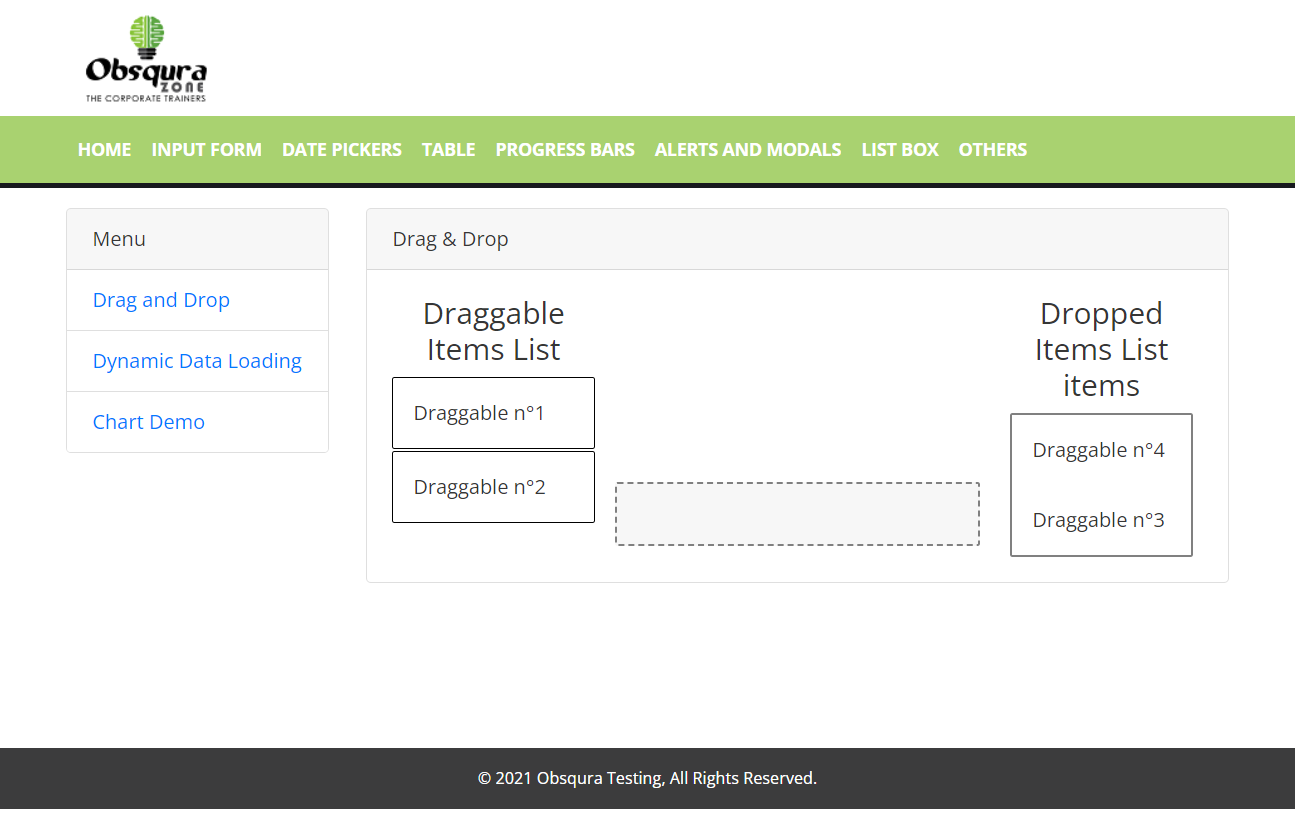 Obsqura
ZONE
THE CORPORATE TRAINERS
HOME INPUT FORM DATE PICKERS TABLE PROGRESS BARS ALERTS AND MODALS LIST BOX OTHERS
Menu
Drag and Drop
Dynamic Data Loading
Chart Demo
Drag & Drop
Draggable
Items List
Draggable n°1
Draggable n°2
Dropped
Items List
items
Draggable n°4
Draggable n°3
© 2021 Obsqura Testing, All Rights Reserved.